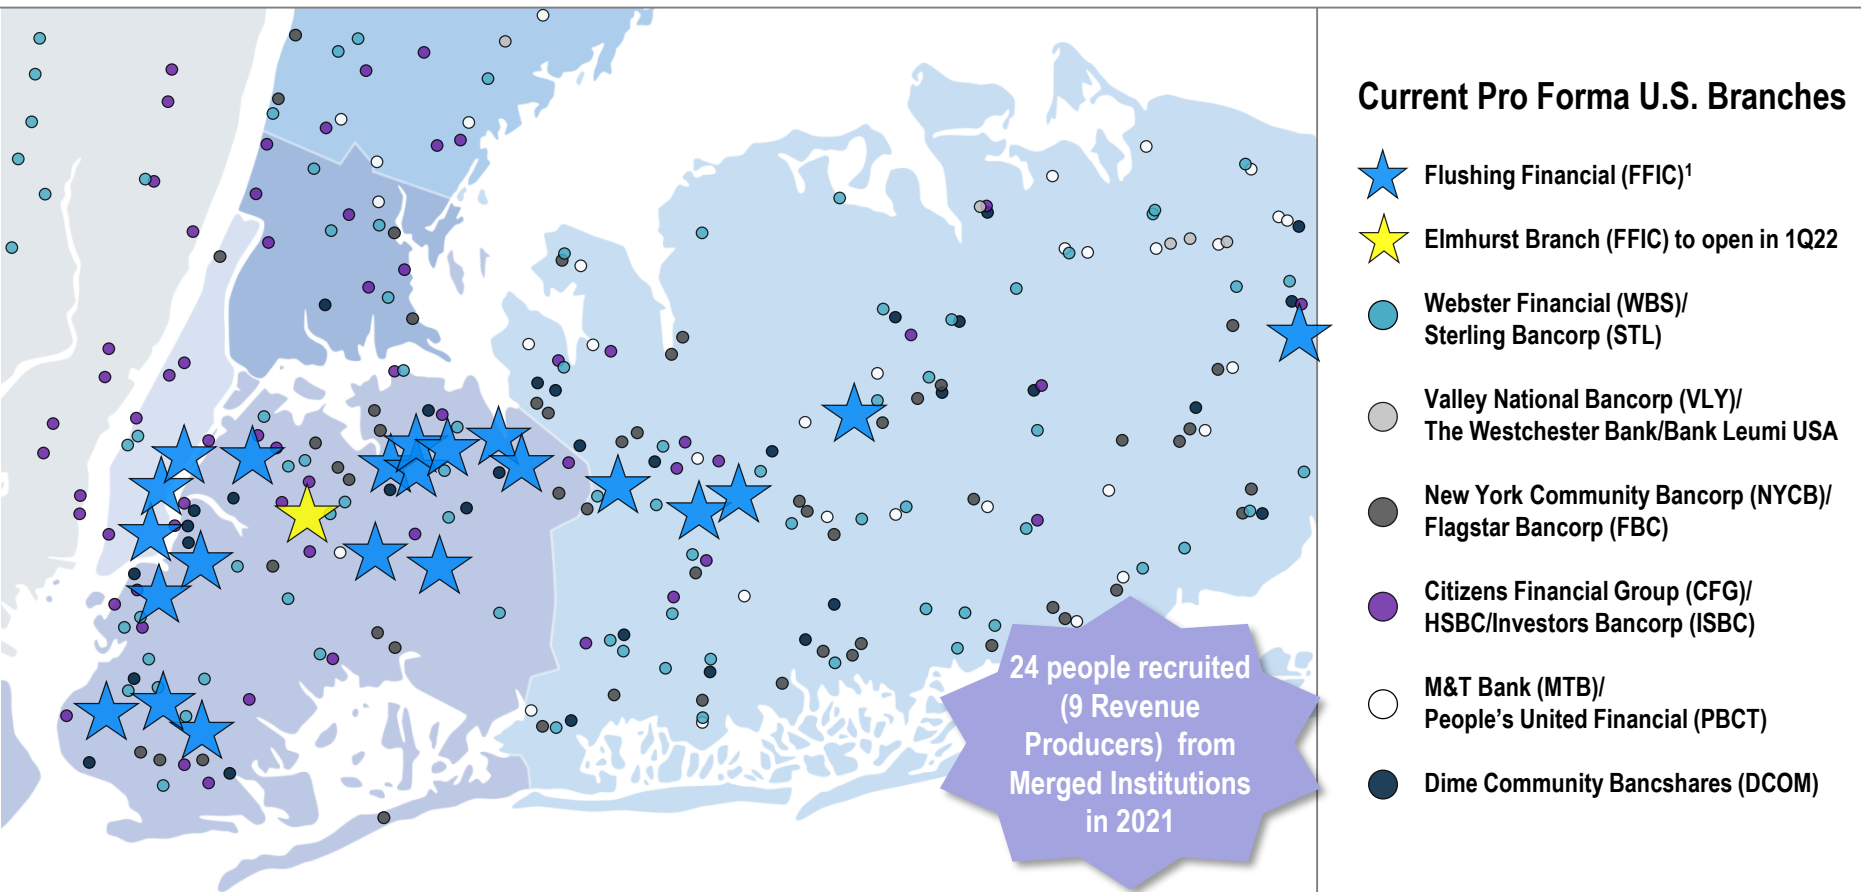 Current Pro Forma U.S. Branches
Flushing Financial (FFIC)¹
Elmhurst Branch (FFIC) to open in 1Q22
Webster Financial (WBS)/
Sterling Bancorp (STL)
Valley National Bancorp (VLY)/
The Westchester Bank/Bank Leumi USA
New York Community Bancorp (NYCB)/
Flagstar Bancorp (FBC)
Citizens Financial Group (CFG)/
HSBC/Investors Bancorp (ISBC)
M&T Bank (MTB)/
People’s United Financial (PBCT)
Dime Community Bancshares (DCOM)
24 people recruited
(9 Revenue
Producers) from
Merged Institutions
in 2021